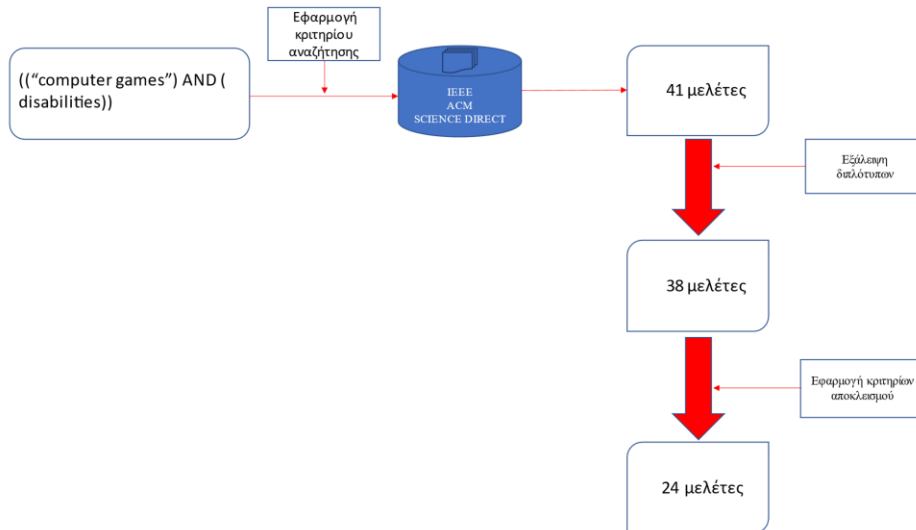 Εφαρμογή
κριτηρίου
αναζήτησης
((“computer games”) AND (
disabilities))
IEEE
ACM
SCIENCE DIRECT
41 μελέτες
Εξάλειψη
διπλότυπων
38 μελέτες
Εφαρμογή κριτηρίων
αποκλεισμού
24 μελέτες